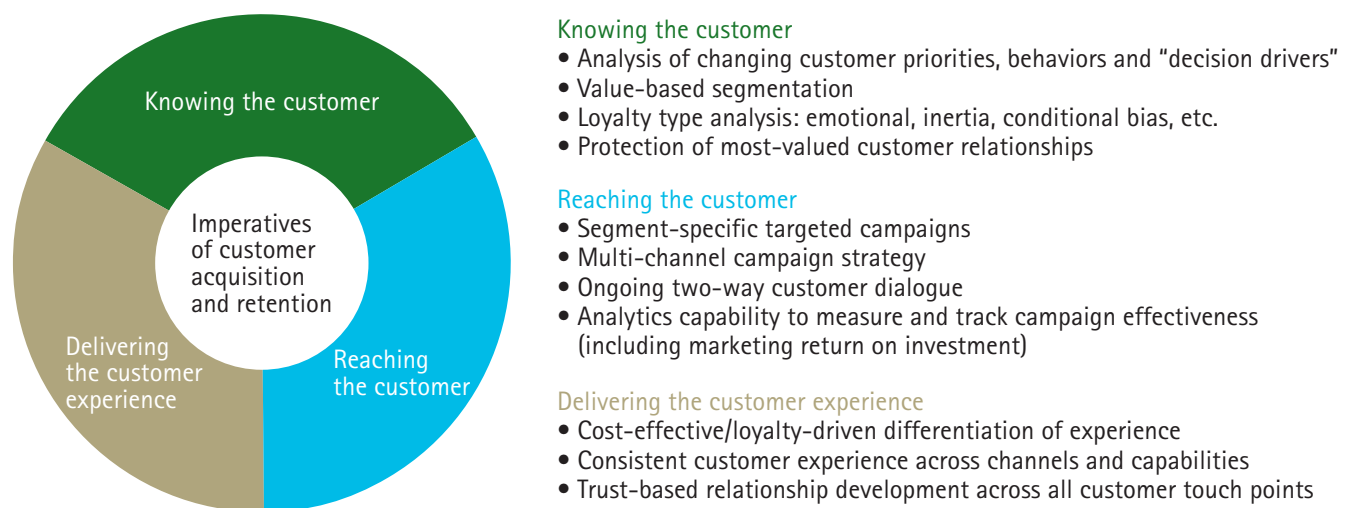 Knowing the customer
Imperatives
of customer
acquisition
and retention
Delivering
the customer
experience
Reaching
the customer
Knowing the customer
• Analysis of changing customer priorities, behaviors and “decision drivers”
• Value-based segmentation
• Loyalty type analysis: emotional, inertia, conditional bias, etc.
• Protection of most-valued customer relationships
Reaching the customer
• Segment-specific targeted campaigns
• Multi-channel campaign strategy
• Ongoing two-way customer dialogue
• Analytics capability to measure and track campaign effectiveness
(including marketing return on investment)
Delivering the customer experience
• Cost-effective/loyalty-driven differentiation of experience
• Consistent customer experience across channels and capabilities
• Trust-based relationship development across all customer touch points